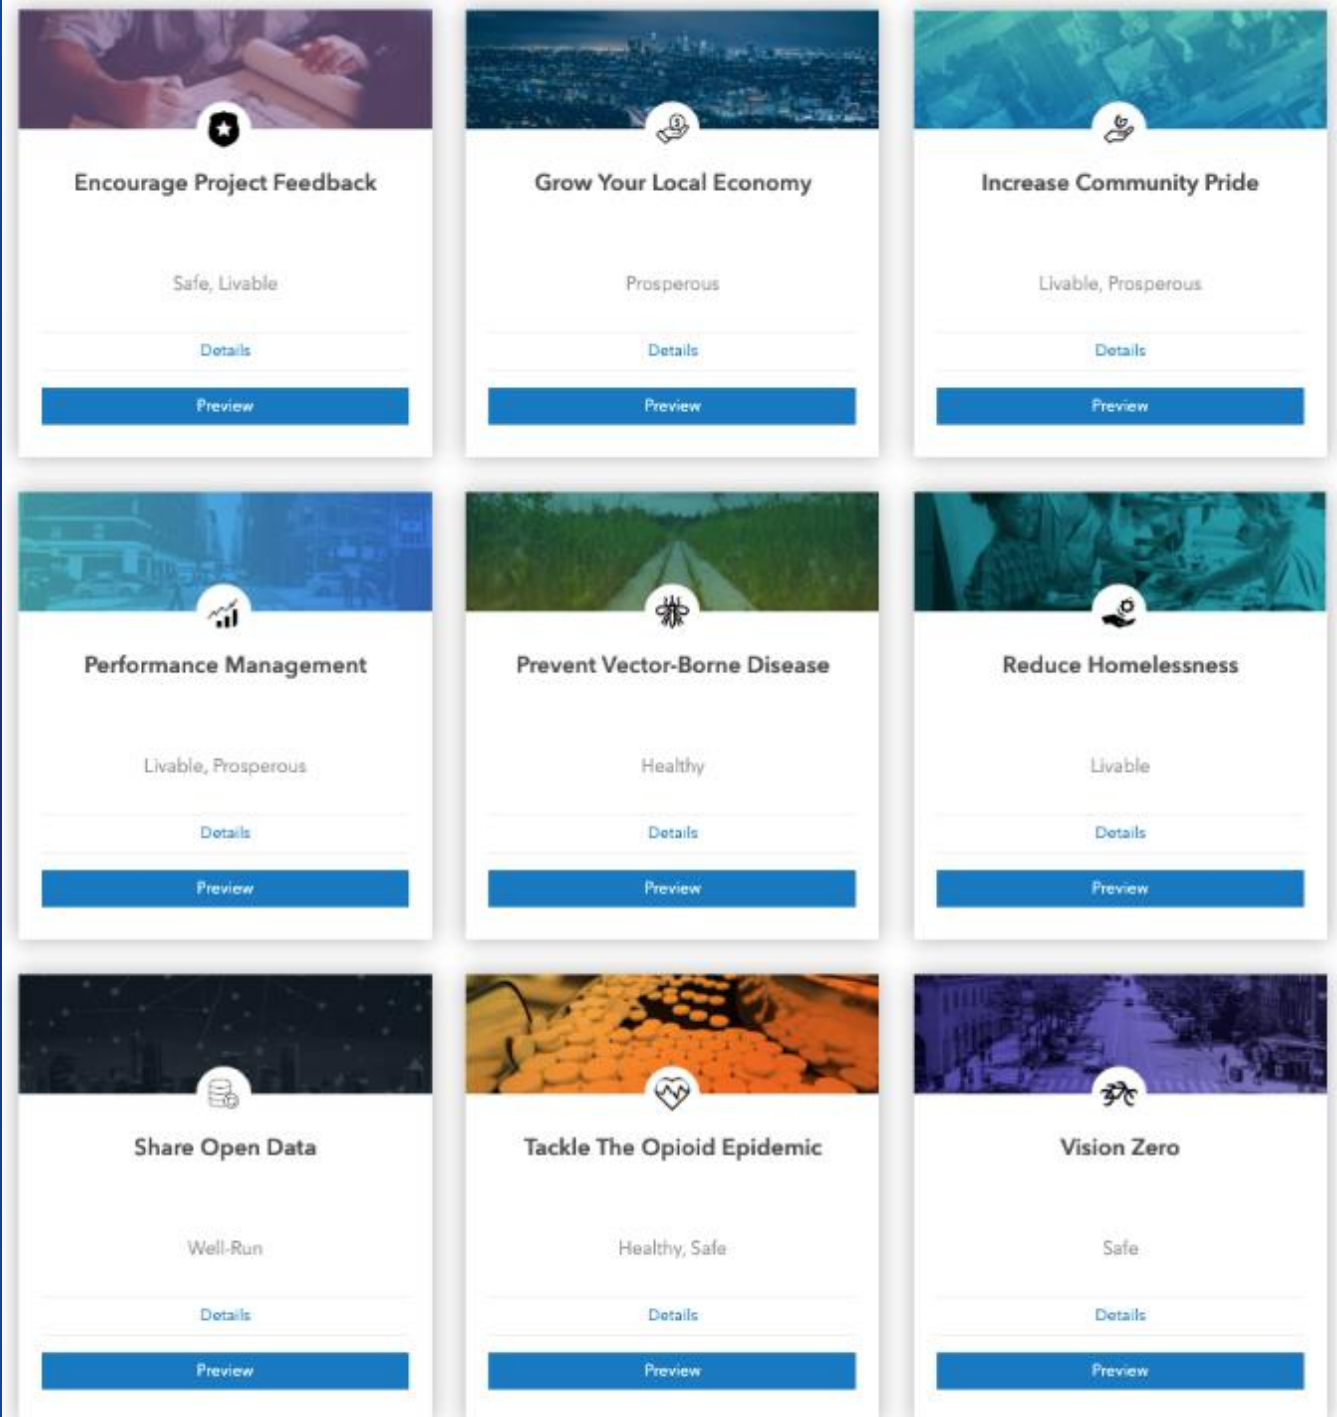 Encourage Project Feedback
Safe, Livable
Details
Preview
Grow Your Local Economy
Prosperous
Details
Preview
Increase Community Pride
Livable, Prosperous
Details
Preview
Performance Management
Livable, Prosperous
Details
Preview
Prevent Vector-Borne Disease
Healthy
Details
Preview
Reduce Homelessness
Livable
Details
Preview
Share Open Data
Well-Run
Details
Preview
Tackle The Opioid Epidemic
Healthy, Safe
Details
Preview
Vision Zero
Safe
Details
Preview